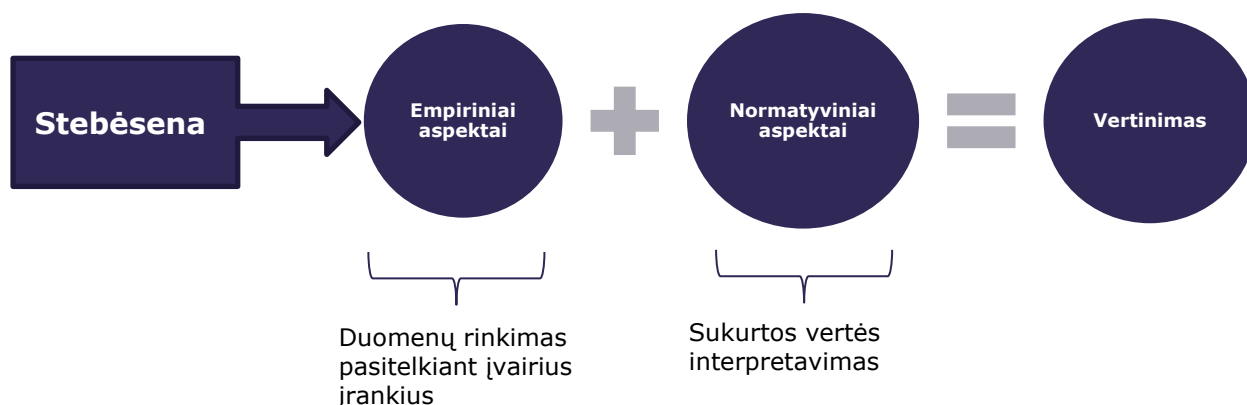 Stebėsena
Empiriniai
aspektai
Normatyviniai
aspektai
Vertinimas
Duomenų rinkimas
pasitelkiant įvairius
įrankius
Sukurtos vertės
interpretavimas